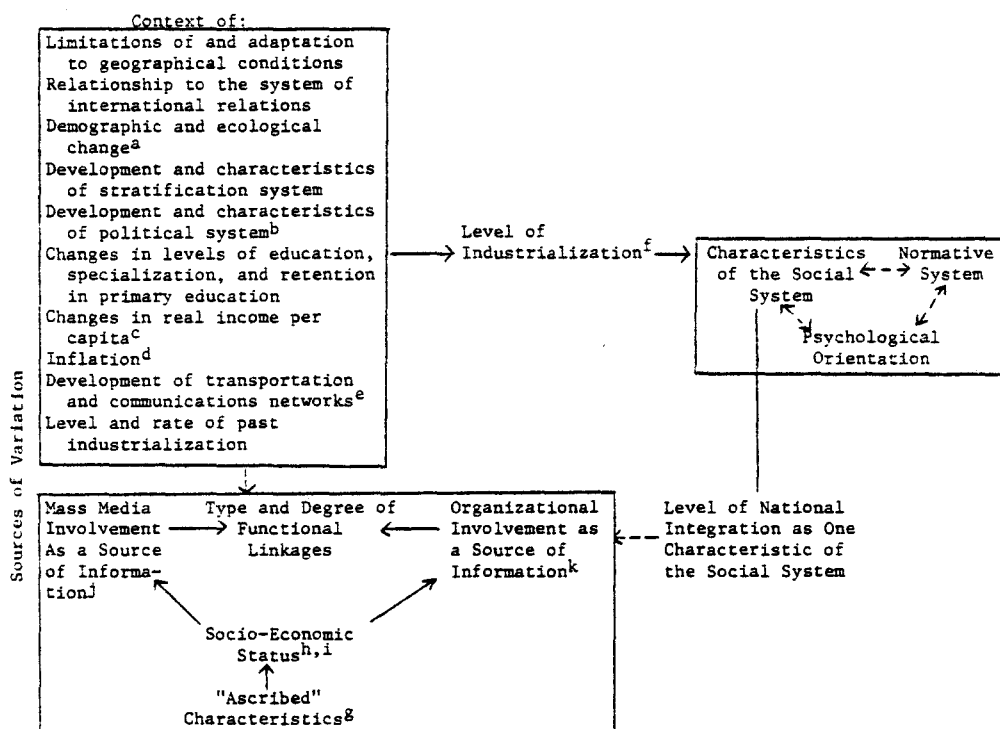 Context of:
Limitations of and adaptation
to geographical conditions
Relationship to the system of
international relations
Demographic and ecological
change^a
Development and characteristics
of stratification system
Development and characteristics
of political system^b
Changes in levels of education,
specialization, and retention
in primary education
Changes in real income per
capita^c
Inflation^d
Development of transportation
and communications networks^e
Level and rate of past
industrialization
Level of
Industrialization^f
Characteristics
of the Social
System
Normative
System
Psychological
Orientation
Sources of Variation
Mass Media
Involvement
As a Source
of Informa-
tion^j
Type and Degree of
Functional
Linkages
Organizational
Involvement as
a Source of
Information^k
Level of National
Integration as One
Characteristic of
the Social System
Socio-Economic
Status^h,i
"Ascribed"
Characteristics^g